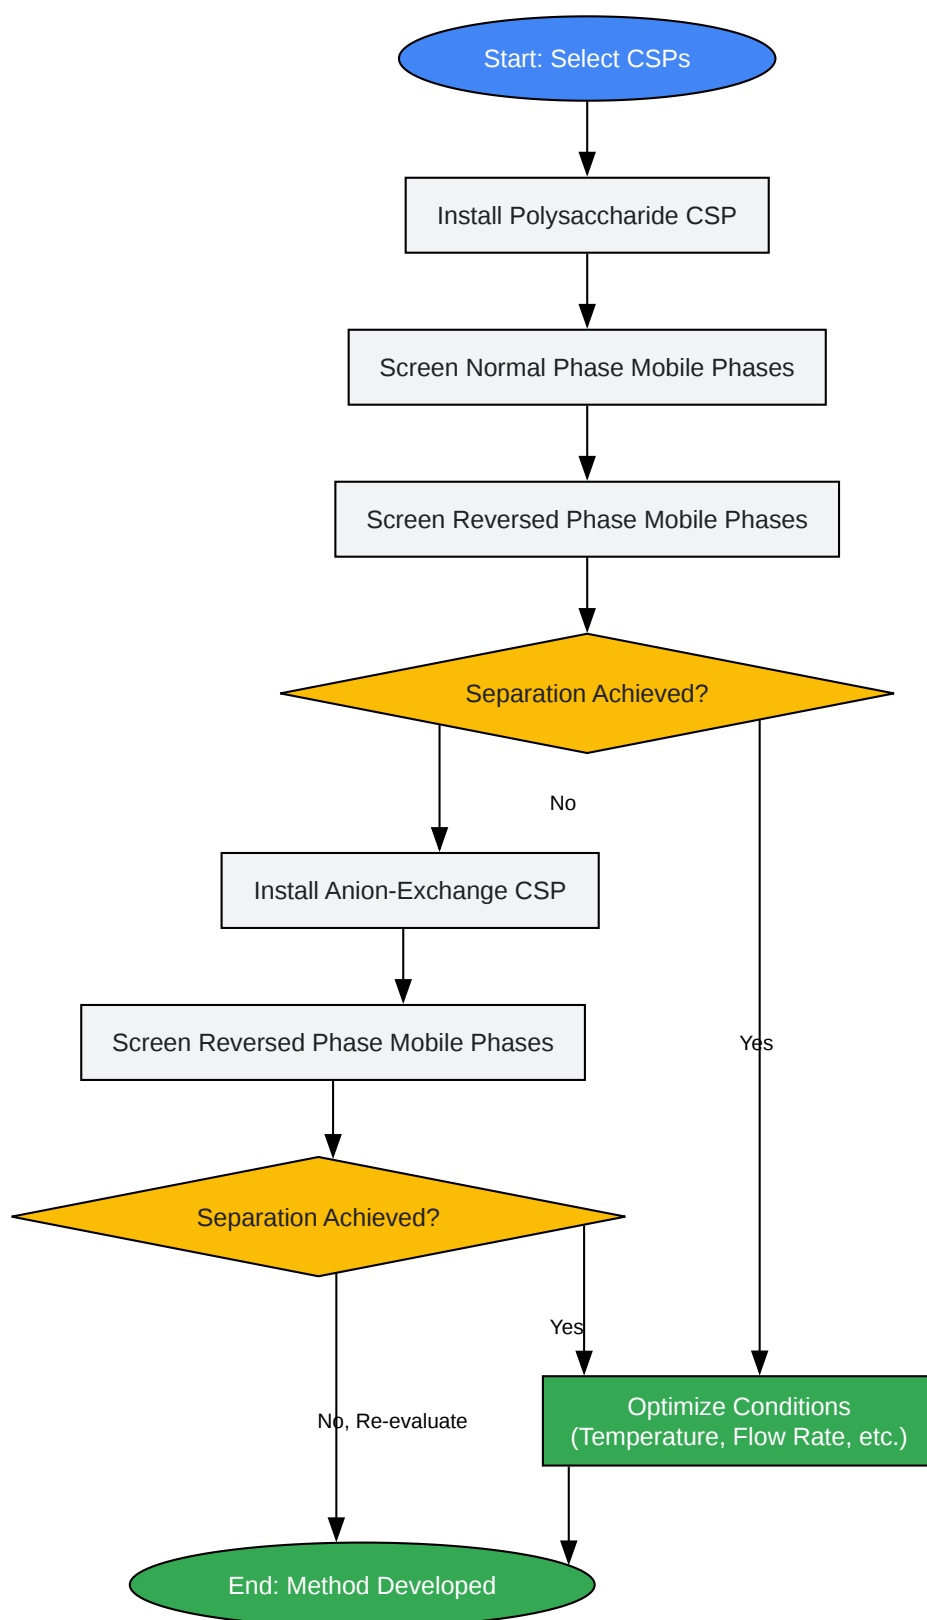 Start: Select CSPs
Install Polysaccharide CSP
Screen Normal Phase Mobile Phases
Screen Reversed Phase Mobile Phases
Separation Achieved?
No
Install Anion-Exchange CSP
Screen Reversed Phase Mobile Phases
Yes
Separation Achieved?
Yes
Optimize Conditions
(Temperature, Flow Rate, etc.)
No, Re-evaluate
End: Method Developed